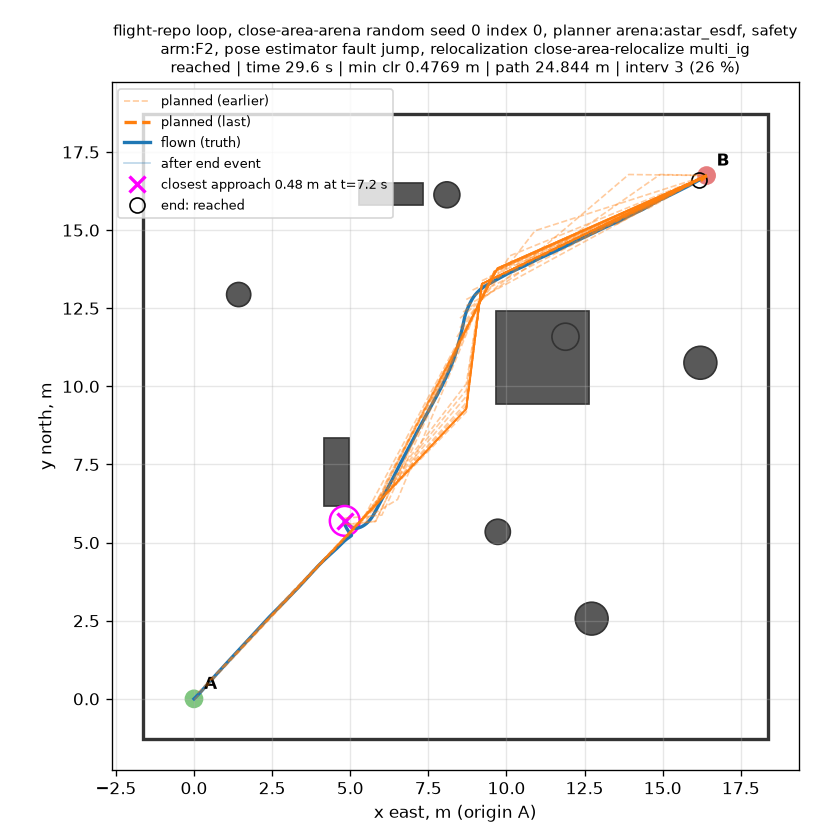 flight-repo loop, close-area-arena random seed 0 index 0, planner arena:astar_esdf, safety
arm:F2, pose estimator fault jump, relocalization close-area-relocalize multi_ig
reached | time 29.6 s | min clr 0.4769 m | path 24.844 m | interv 3 (26 %)
planned (earlier)
planned (last)
flown (truth)
after end event
closest approach 0.48 m at t=7.2 s
end: reached
B
A
17.5
15.0
12.5
10.0
7.5
5.0
2.5
0.0
y north, m
−2.5 0.0 2.5 5.0 7.5 10.0 12.5 15.0 17.5
x east, m (origin A)